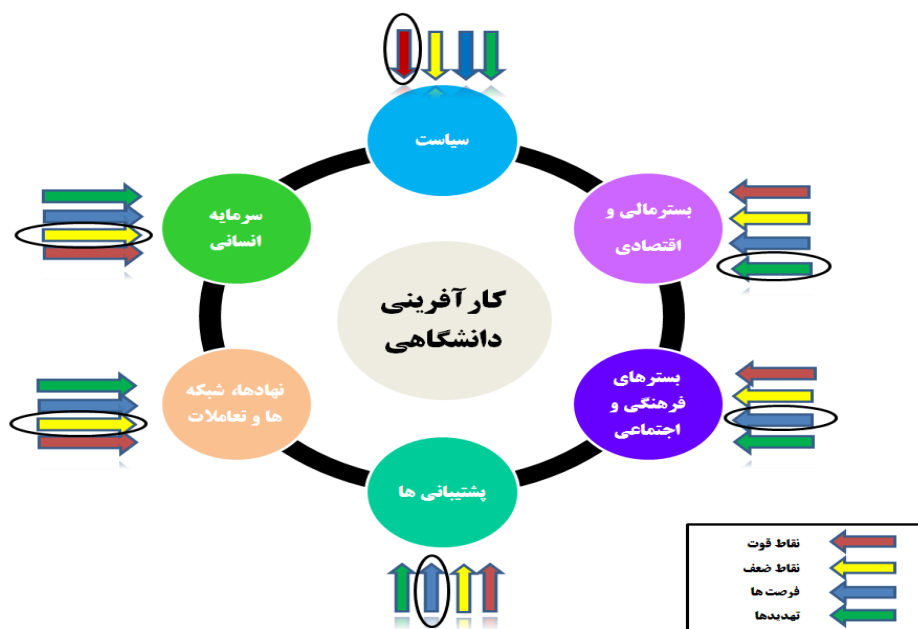 سیاست
بسترمالی و
اقتصادی
سرمایه
انسانی
کارآفرینی
دانشگاهی
بسترهای
فرهنگی و
اجتماعی
نهادها، شبکه
ها و تعاملات
پشتیبانی ها
نقاط قوت
نقاط ضعف
فرصت ها
تهدیدها